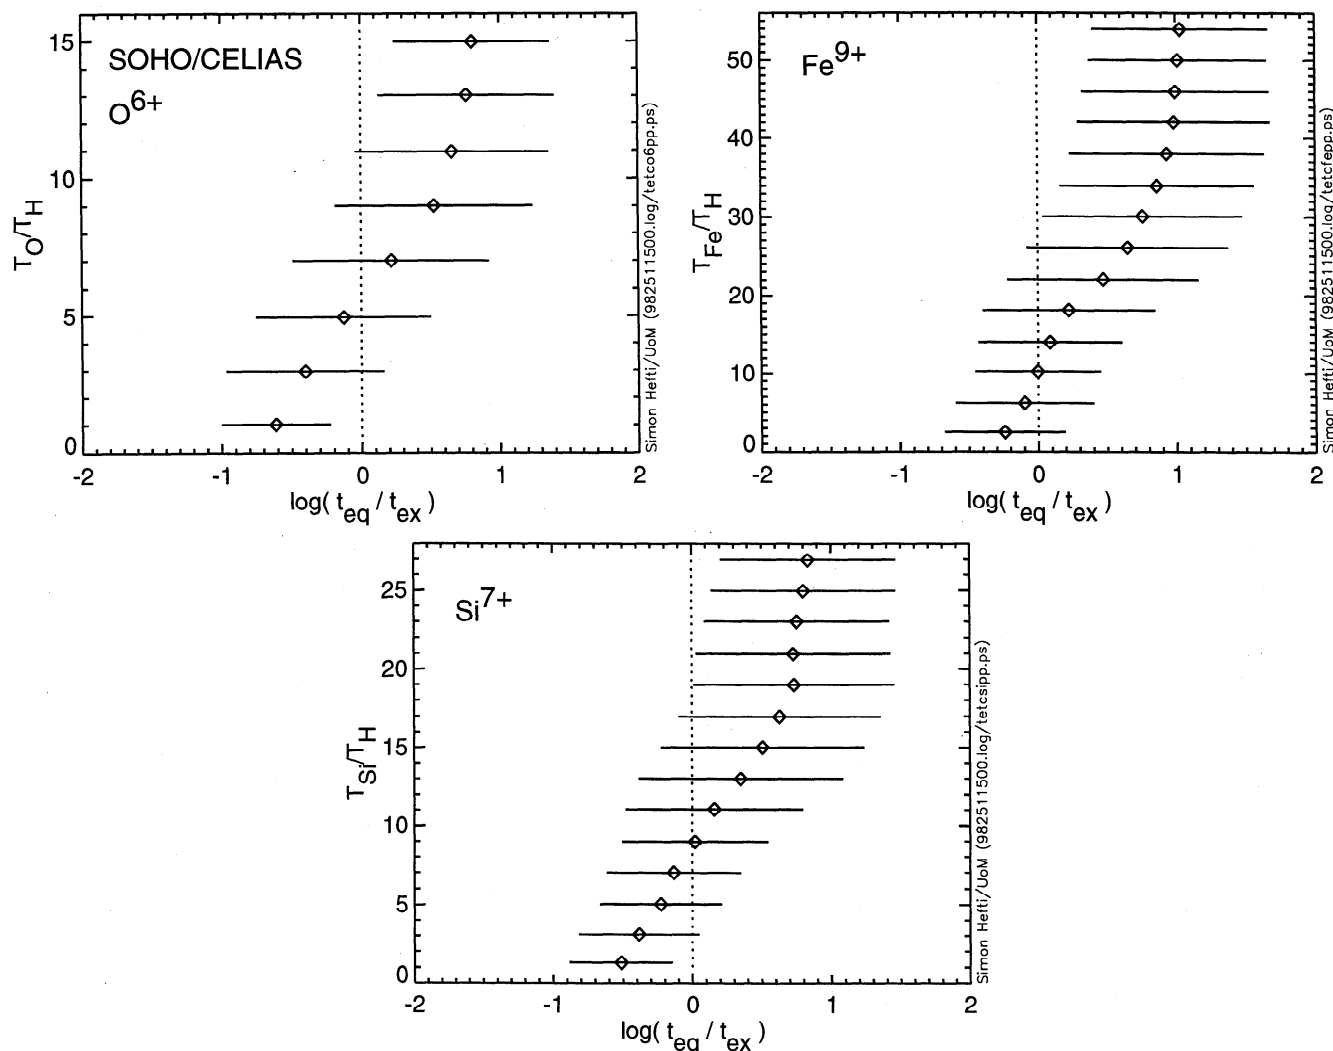 SOHO/CELIAS
O6+
15
10
5
0
TO/TH
-2 -1 0 1 2
log( teq / tex )
Simon Hefti/UoM (982511500.log/tetco6pp.ps)
Fe9+
50
40
30
20
10
0
TFe/TH
-2 -1 0 1 2
log( teq / tex )
Simon Hefti/UoM (982511500.log/tetcfepp.ps)
Si7+
25
20
15
10
5
0
TSi/TH
-2 -1 0 1 2
log( teq / tex )
Simon Hefti/UoM (982511500.log/tetcsipp.ps)